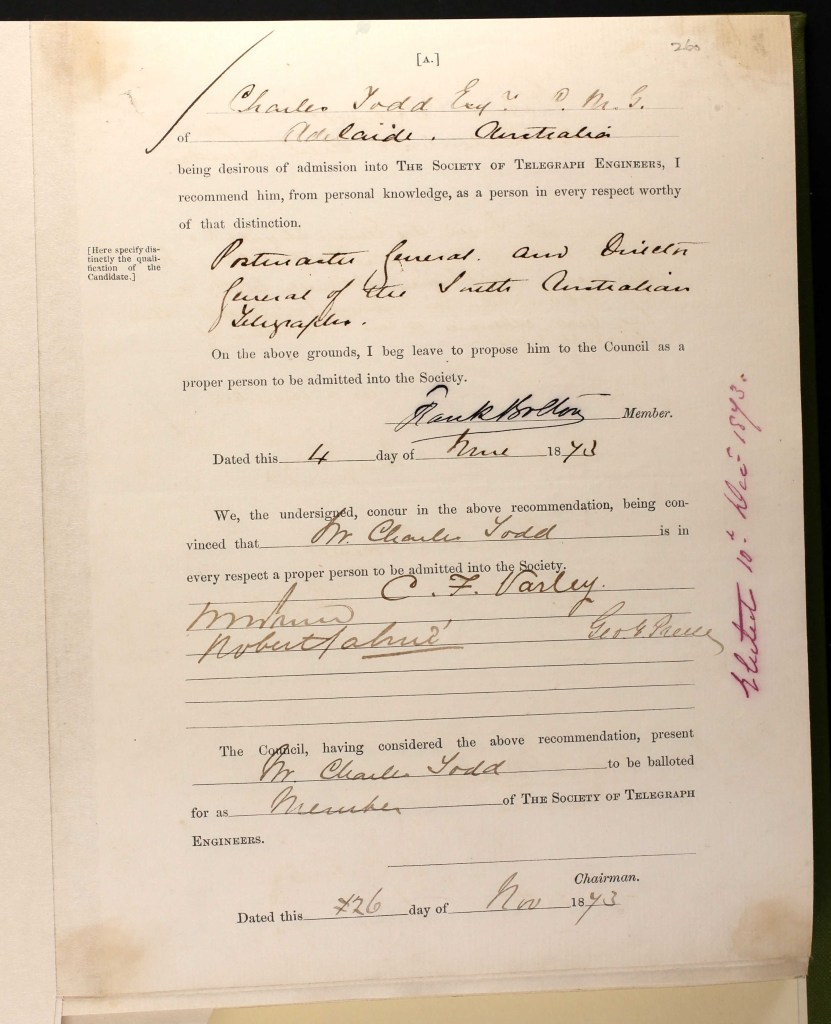 260
[A.]
Charles Todd Esqr. C. M. G.
of Adelaide. Australia
being desirous of admission into THE SOCIETY OF TELEGRAPH ENGINEERS, I
recommend him, from personal knowledge, as a person in every respect worthy
of that distinction.
[Here specify dis-
tinctly the quali-
fication of the
Candidate.]
Postmaster General. and Director
General of the South Australian
Telegraphs.
On the above grounds, I beg leave to propose him to the Council as a
proper person to be admitted into the Society.
Frank Bolton Member.
Dated this 4 day of June 1873
We, the undersigned, concur in the above recommendation, being con-
vinced that Mr. Charles Todd is in
every respect a proper person to be admitted into the Society.
C. F. Varley.
Robert Sabine Geo G Preece
The Council, having considered the above recommendation, present
Mr. Charles Todd to be balloted
for as Member of THE SOCIETY OF TELEGRAPH
ENGINEERS.
Chairman.
Dated this 26 day of Nov 1873
Elected 10th Dec 1873.